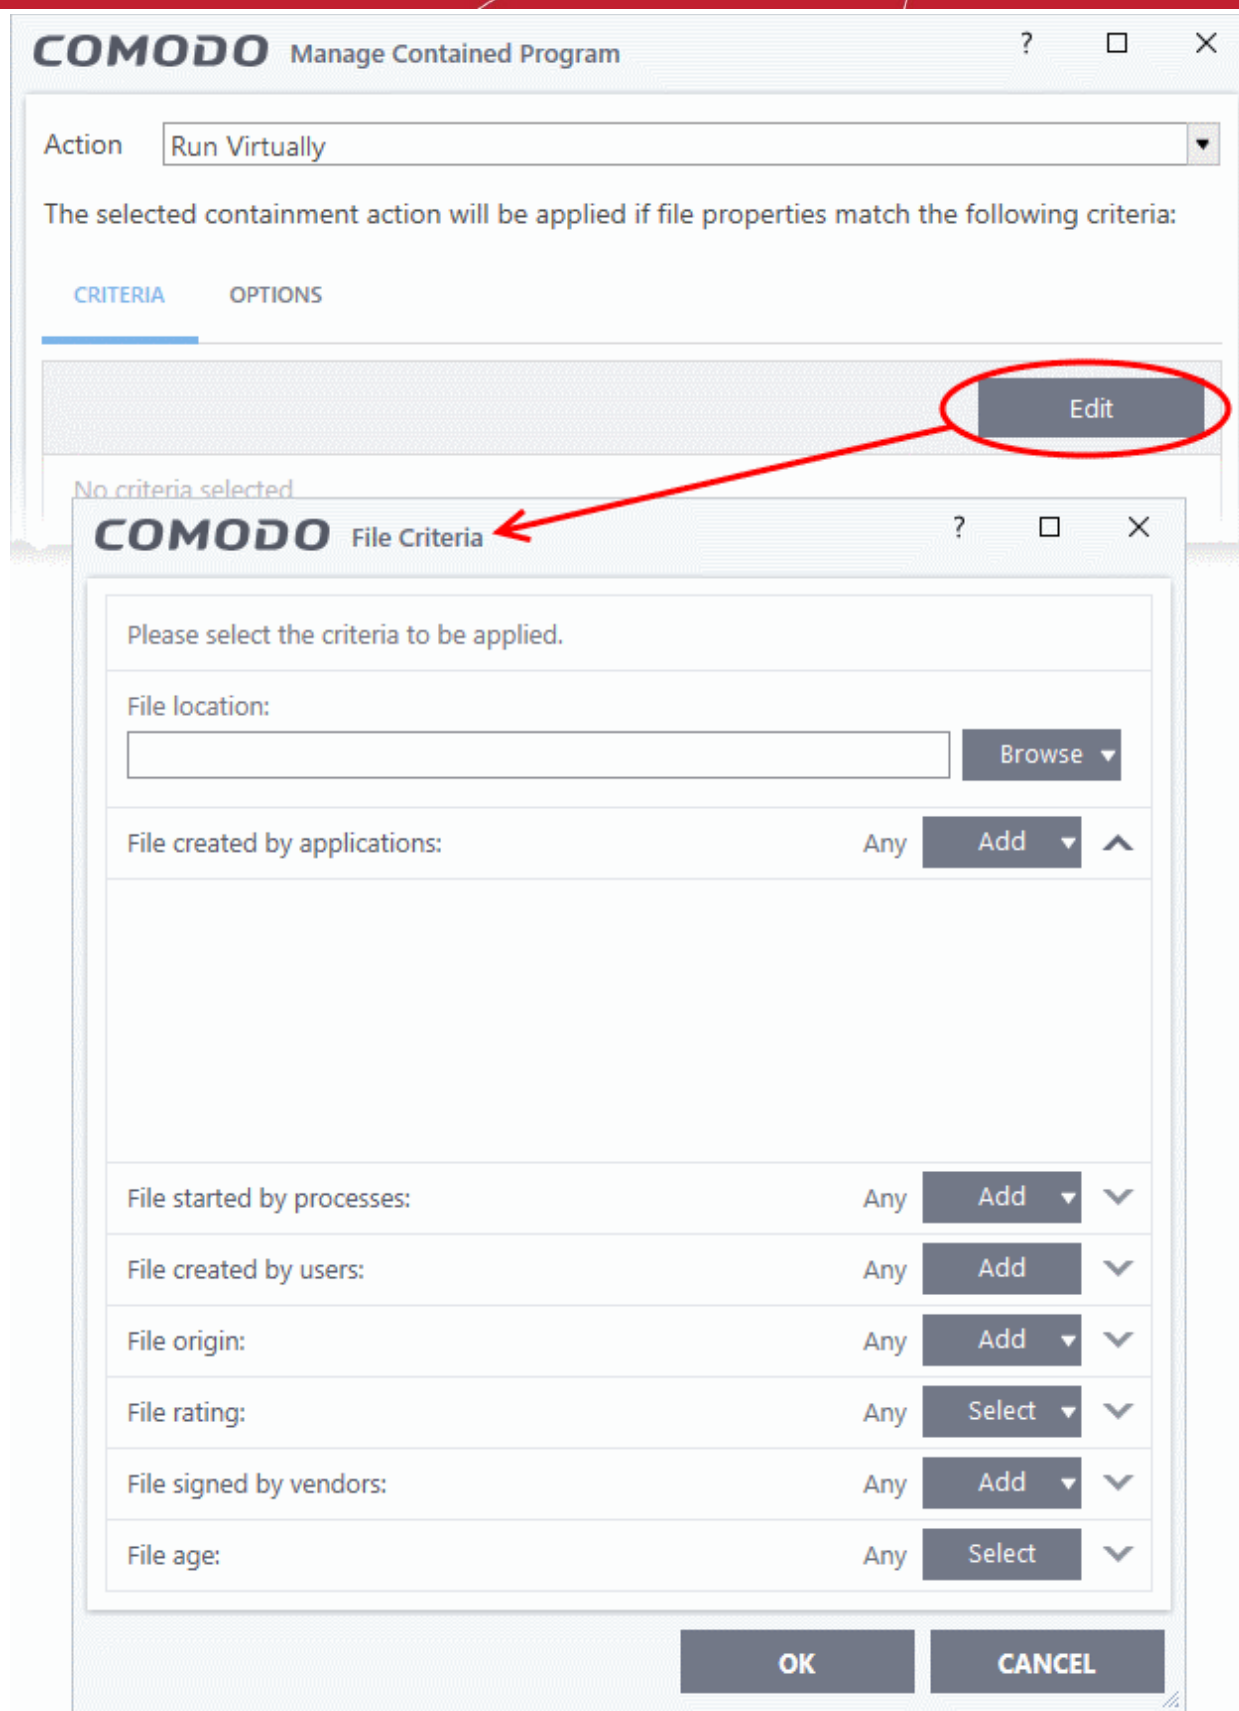 COMODO Manage Contained Program ?
Action Run Virtually
The selected containment action will be applied if file properties match the following criteria:
CRITERIA OPTIONS
Edit
No criteria selected
COMODO File Criteria ?
Please select the criteria to be applied.
File location:
Browse
File created by applications: Any Add
File started by processes: Any Add
File created by users: Any Add
File origin: Any Add
File rating: Any Select
File signed by vendors: Any Add
File age: Any Select
OK CANCEL